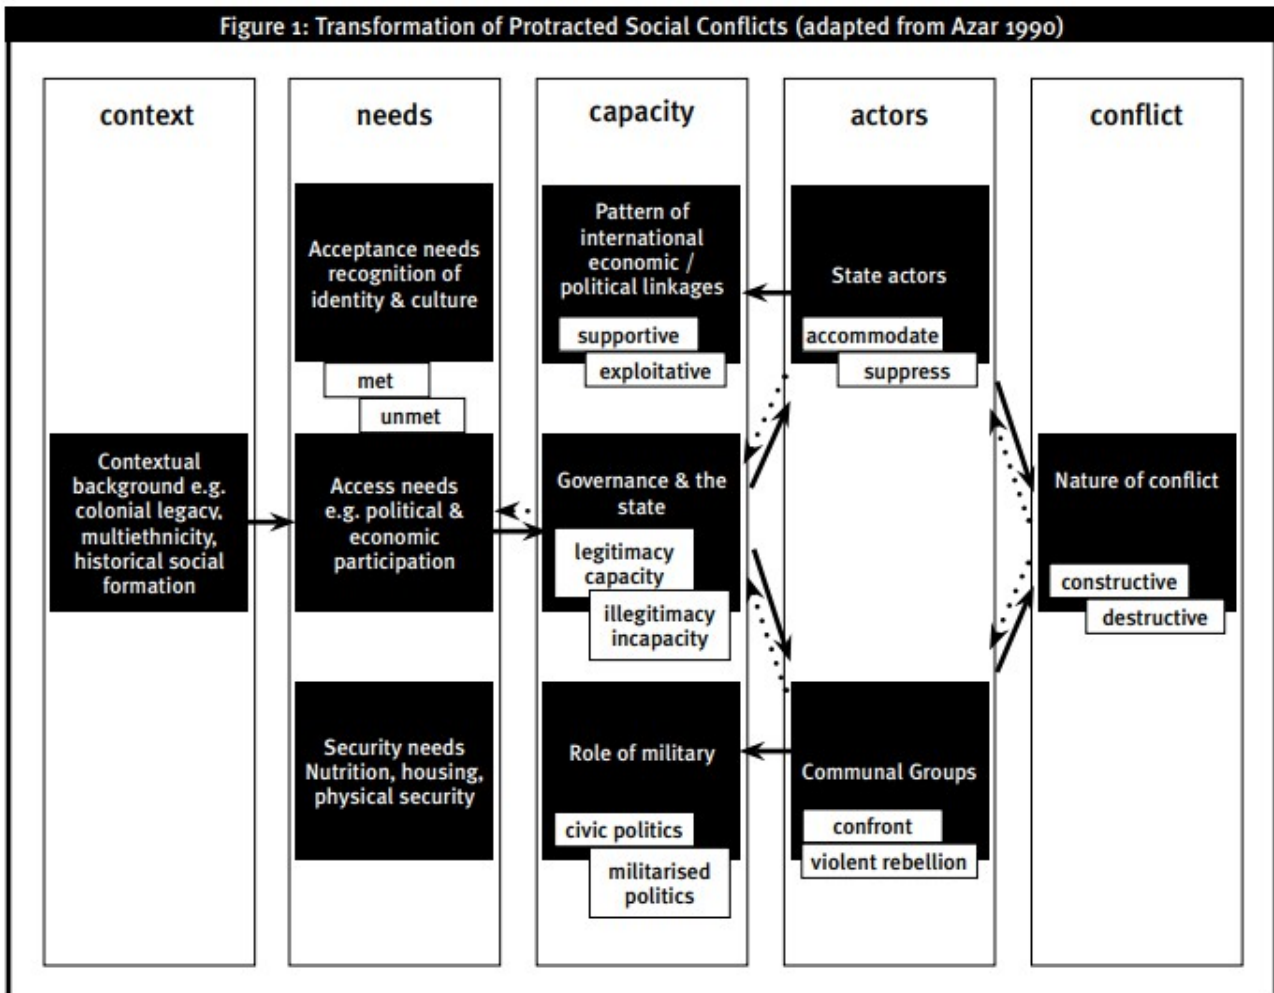 Figure 1: Transformation of Protracted Social Conflicts (adapted from Azar 1990)
context
Contextual
background e.g.
colonial legacy,
multiethnicity,
historical social
formation
needs
Acceptance needs
recognition of
identity & culture
met
unmet
Access needs
e.g. political &
economic
participation
Security needs
Nutrition, housing,
physical security
capacity
Pattern of
international
economic /
political linkages
supportive
exploitative
Governance & the
state
legitimacy
capacity
illegitimacy
incapacity
Role of military
civic politics
militarised
politics
actors
State actors
accommodate
suppress
Communal Groups
confront
violent rebellion
conflict
Nature of conflict
constructive
destructive